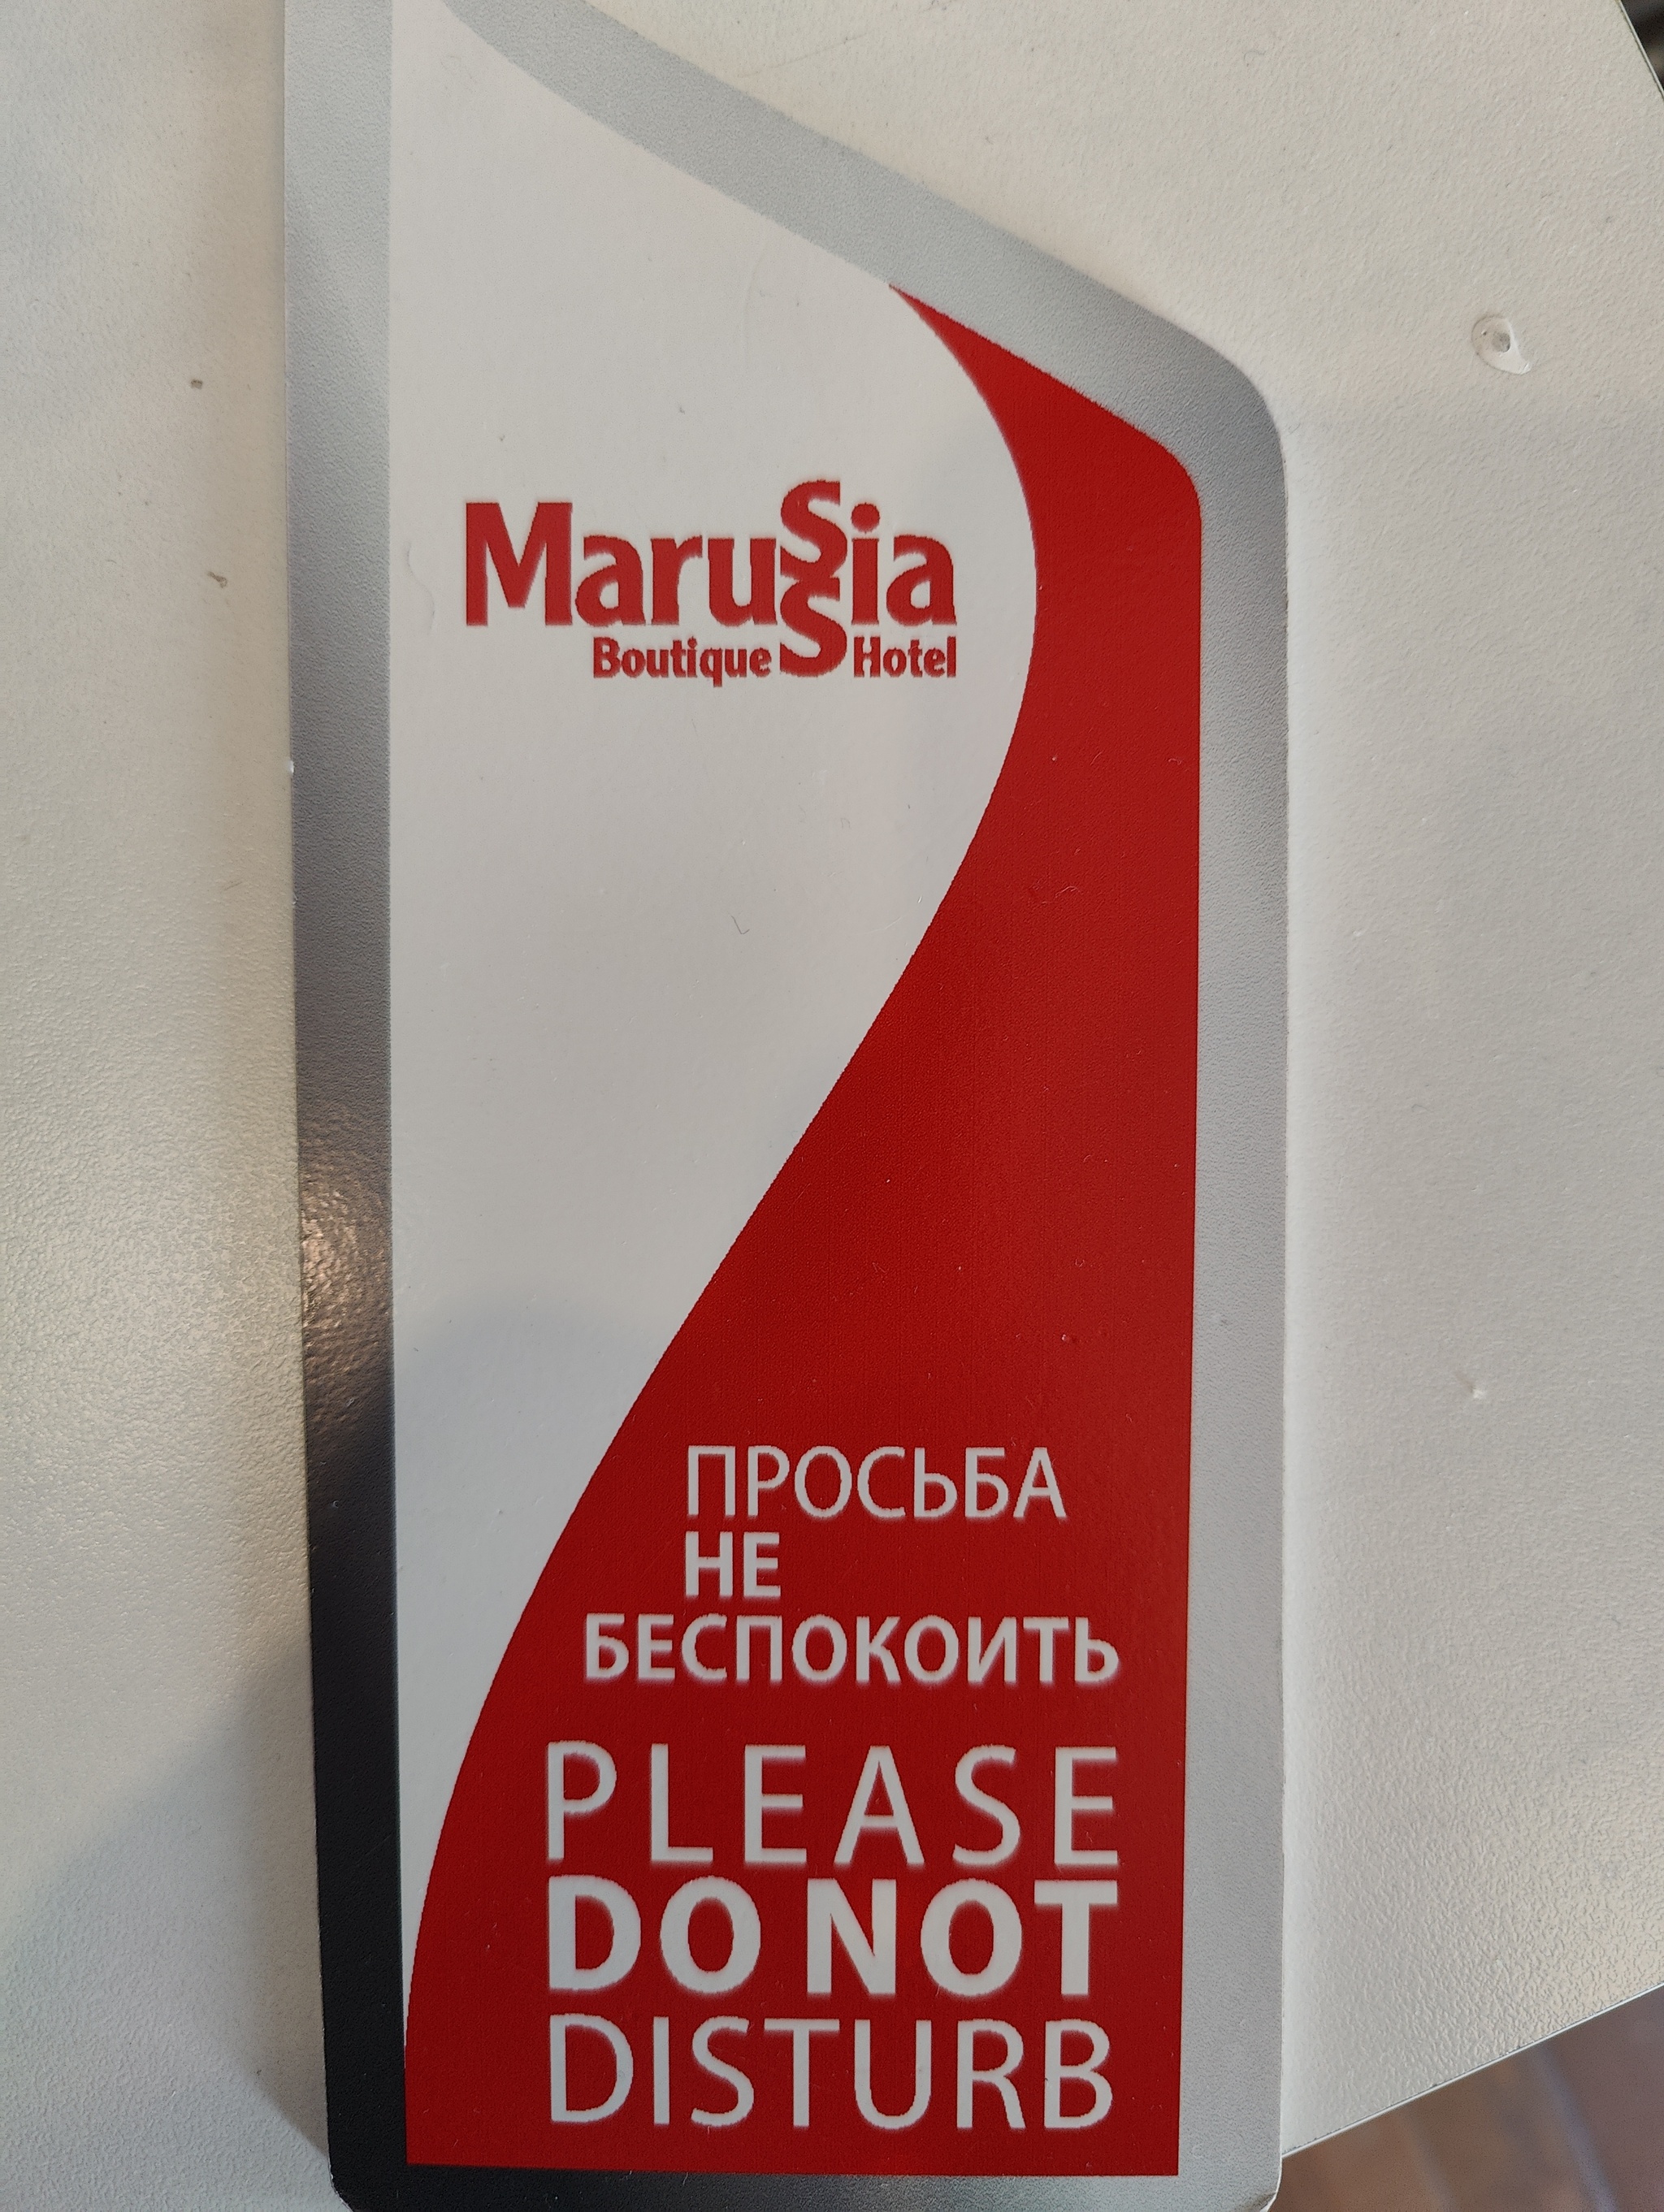 Marussia
Boutique Hotel
ПРОСЬБА
НЕ
БЕСПОКОИТЬ
PLEASE
DO NOT
DISTURB